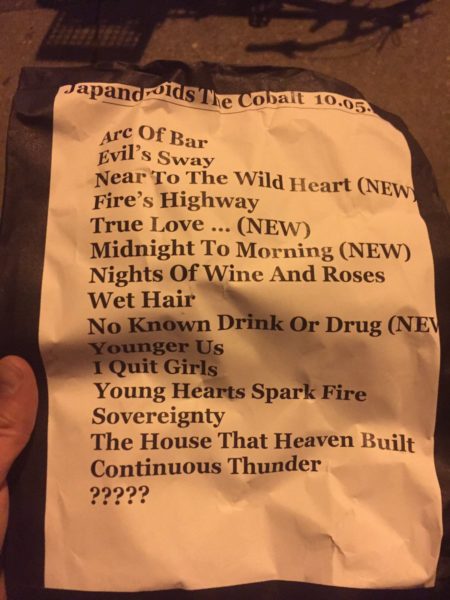 Japandroids The Cobalt 10.05.
Arc Of Bar
Evil's Sway
Near To The Wild Heart (NEW)
Fire's Highway
True Love ... (NEW)
Midnight To Morning (NEW)
Nights Of Wine And Roses
Wet Hair
No Known Drink Or Drug (NEW
Younger Us
I Quit Girls
Young Hearts Spark Fire
Sovereignty
The House That Heaven Built
Continuous Thunder
?????